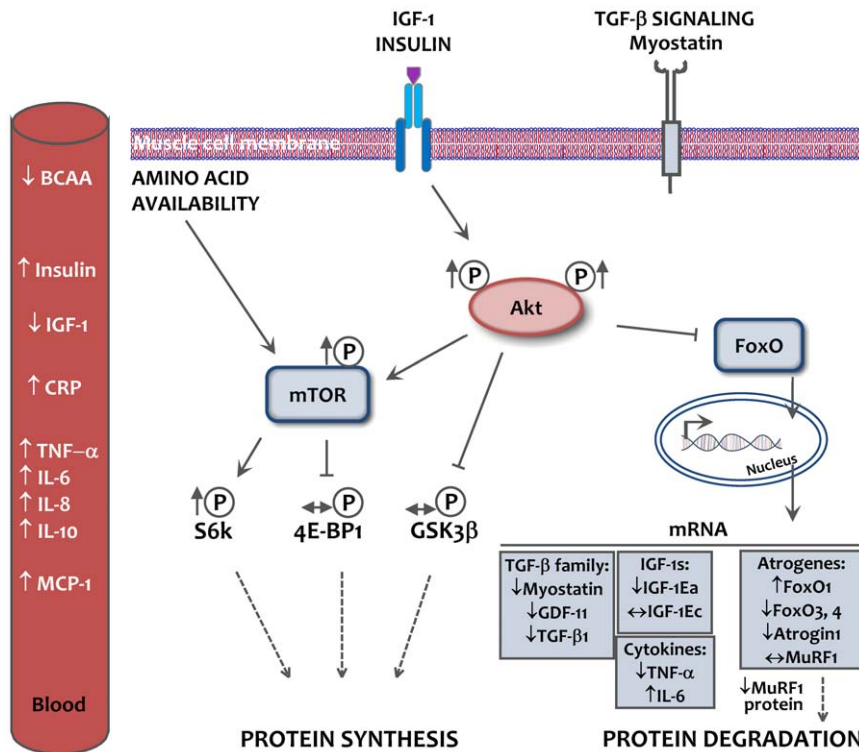 IGF-1
INSULIN
TGF-β SIGNALING
Myostatin
Muscle cell membrane
↓ BCAA
↑ Insulin
↓ IGF-1
↑ CRP
↑ TNF–α
↑ IL-6
↑ IL-8
↑ IL-10
↑ MCP-1
Blood
AMINO ACID
AVAILABILITY
↑ P
P ↑
Akt
FoxO
↑ P
mTOR
Nucleus
↑ P
S6k
↔ P
4E-BP1
↔ P
GSK3β
mRNA
TGF-β family:
↓Myostatin
↓GDF-11
↓TGF-β1
IGF-1s:
↓IGF-1Ea
↔IGF-1Ec
Cytokines:
↓TNF-α
↑IL-6
Atrogenes:
↑FoxO1
↓FoxO3, 4
↓Atrogin1
↔MuRF1
↓MuRF1
protein
PROTEIN SYNTHESIS
PROTEIN DEGRADATION